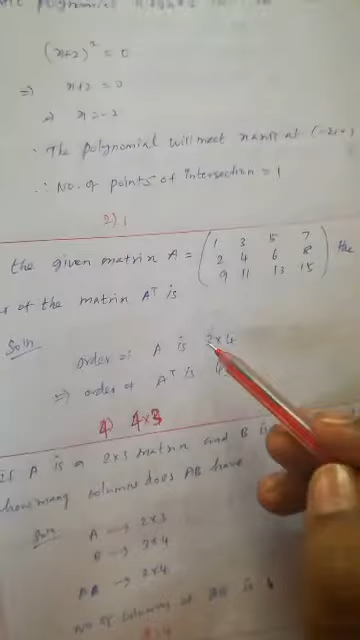 (x+2)² = 0
⇒ x+2 = 0
⇒ x = -2
∴ The polynomial will meet x axis at (-2,0)
∴ No. of points of intersection = 1
2) 1
the given matrix A = ( 1 3 5 7
2 4 6 8
9 11 13 15 ) the
of the matrix Aᵀ is
Soln
order of A is 3×4
⇒ order of Aᵀ is
4) 4×3
If A is a 2×3 matrix and B is
how many columns does AB have
Soln
A → 2×3
B → 3×4
AB → 2×4
No of columns of AB is 4